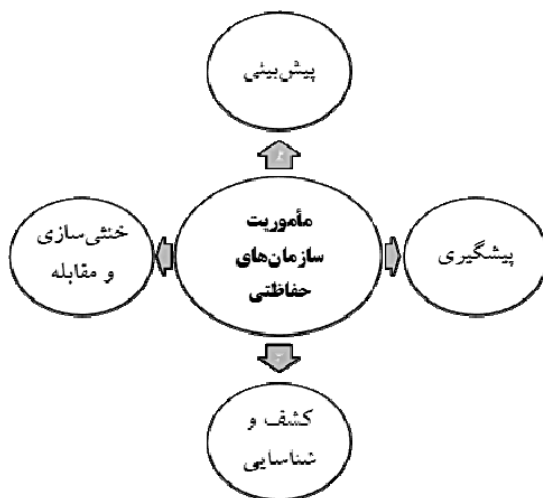 پیش‌بینی
مأموریت
سازمان‌های
حفاظتی
خنثی‌سازی
و مقابله
پیشگیری
کشف و
شناسایی